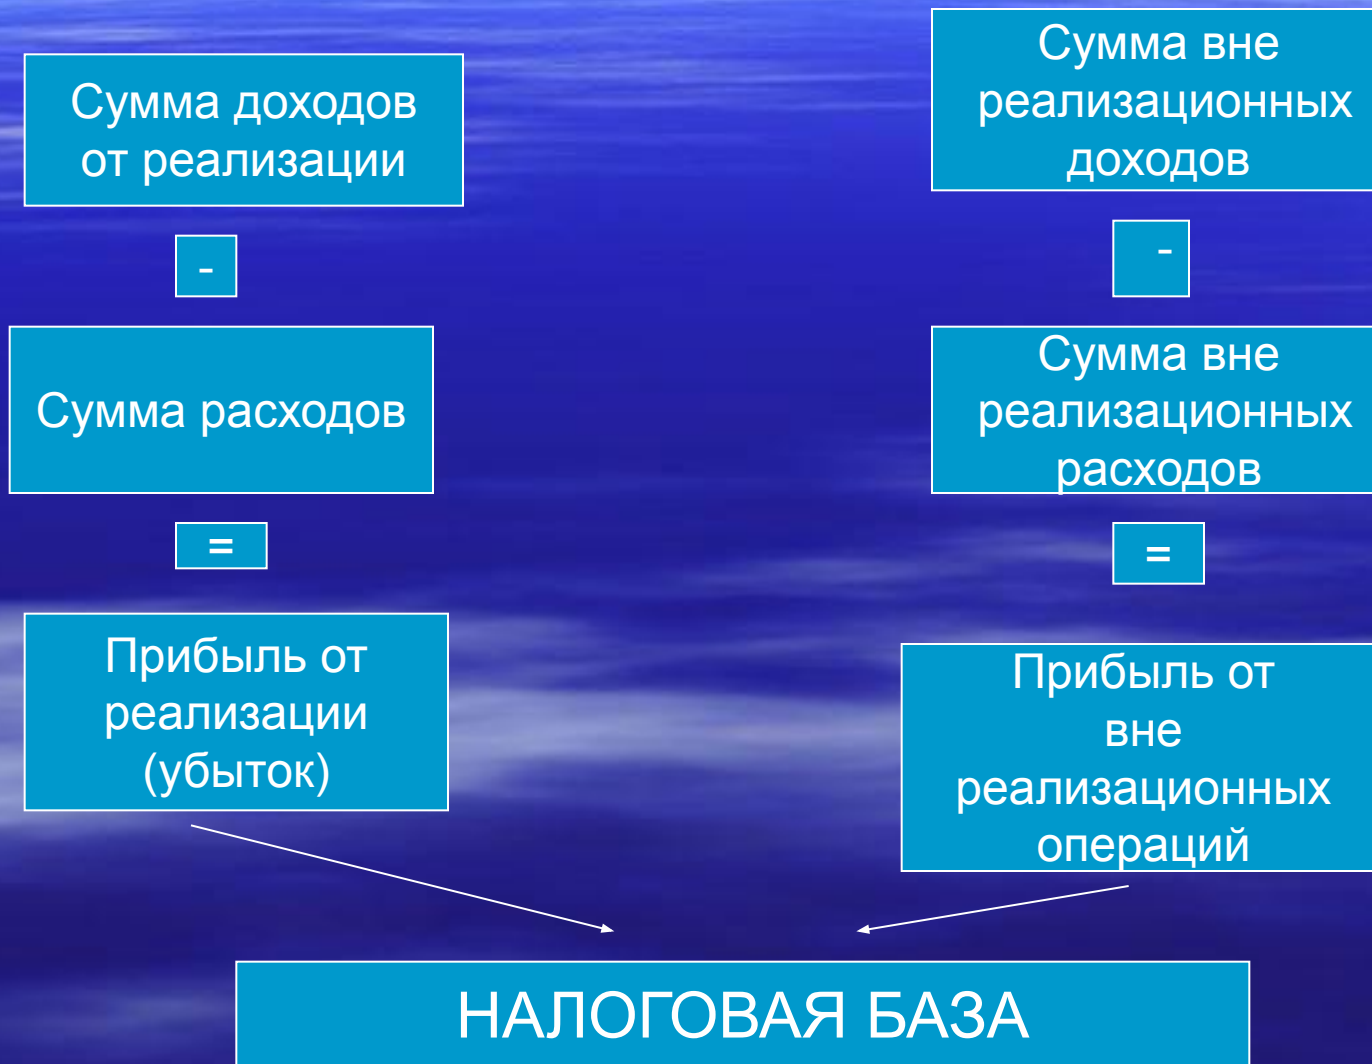 Сумма доходов
от реализации
-
Сумма расходов
=
Прибыль от
реализации
(убыток)
Сумма вне
реализационных
доходов
-
Сумма вне
реализационных
расходов
=
Прибыль от
вне
реализационных
операций
НАЛОГОВАЯ БАЗА